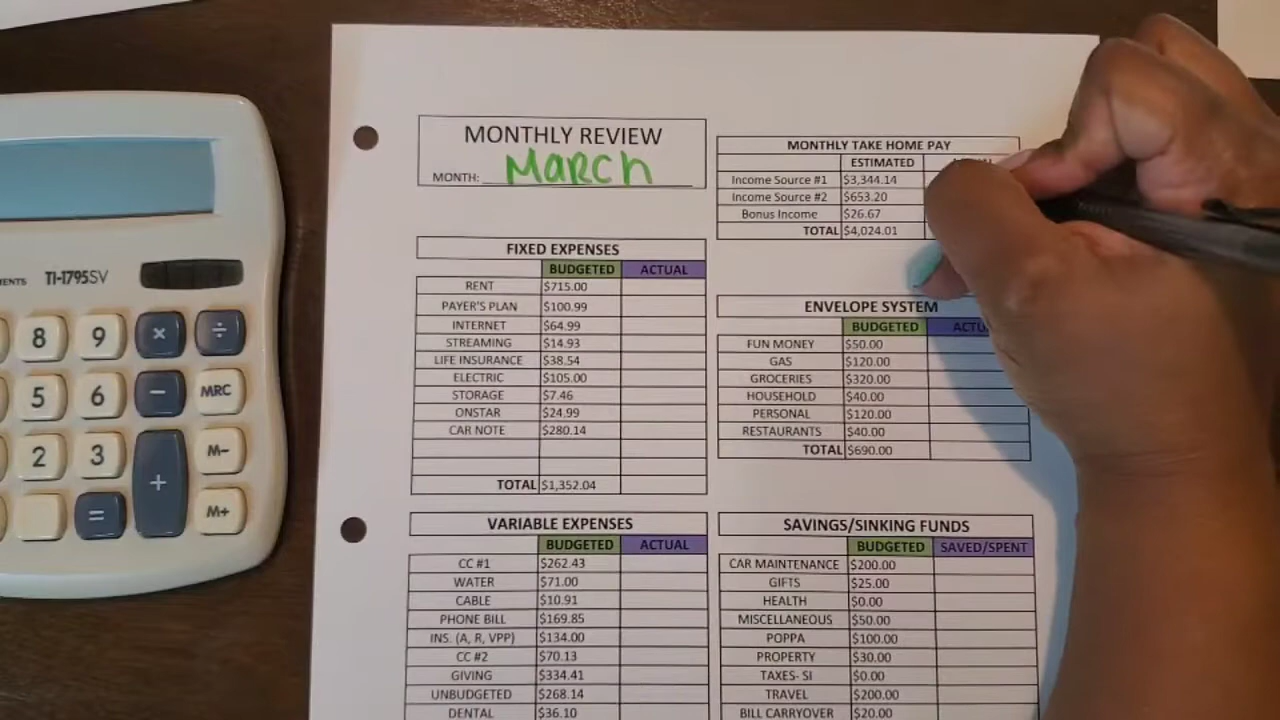 MONTHLY REVIEW
MONTH: March
MONTHLY TAKE HOME PAY
ESTIMATED
Income Source #1 $3,344.14
Income Source #2 $653.20
Bonus Income $26.67
TOTAL $4,024.01
FIXED EXPENSES
BUDGETED ACTUAL
RENT $715.00
PAYER'S PLAN $100.99
INTERNET $64.99
STREAMING $14.93
LIFE INSURANCE $38.54
ELECTRIC $105.00
STORAGE $7.46
ONSTAR $24.99
CAR NOTE $280.14
TOTAL $1,352.04
ENVELOPE SYSTEM
BUDGETED ACTU
FUN MONEY $50.00
GAS $120.00
GROCERIES $320.00
HOUSEHOLD $40.00
PERSONAL $120.00
RESTAURANTS $40.00
TOTAL $690.00
VARIABLE EXPENSES
BUDGETED ACTUAL
CC #1 $262.43
WATER $71.00
CABLE $10.91
PHONE BILL $169.85
INS. (A, R, VPP) $134.00
CC #2 $70.13
GIVING $334.41
UNBUDGETED $268.14
DENTAL $36.10
SAVINGS/SINKING FUNDS
BUDGETED SAVED/SPENT
CAR MAINTENANCE $200.00
GIFTS $25.00
HEALTH $0.00
MISCELLANEOUS $50.00
POPPA $100.00
PROPERTY $30.00
TAXES- SI $0.00
TRAVEL $200.00
BILL CARRYOVER $20.00
MENTS TI-1795SV
8 9 × ÷
5 6 − MRC
2 3 + M−
= M+